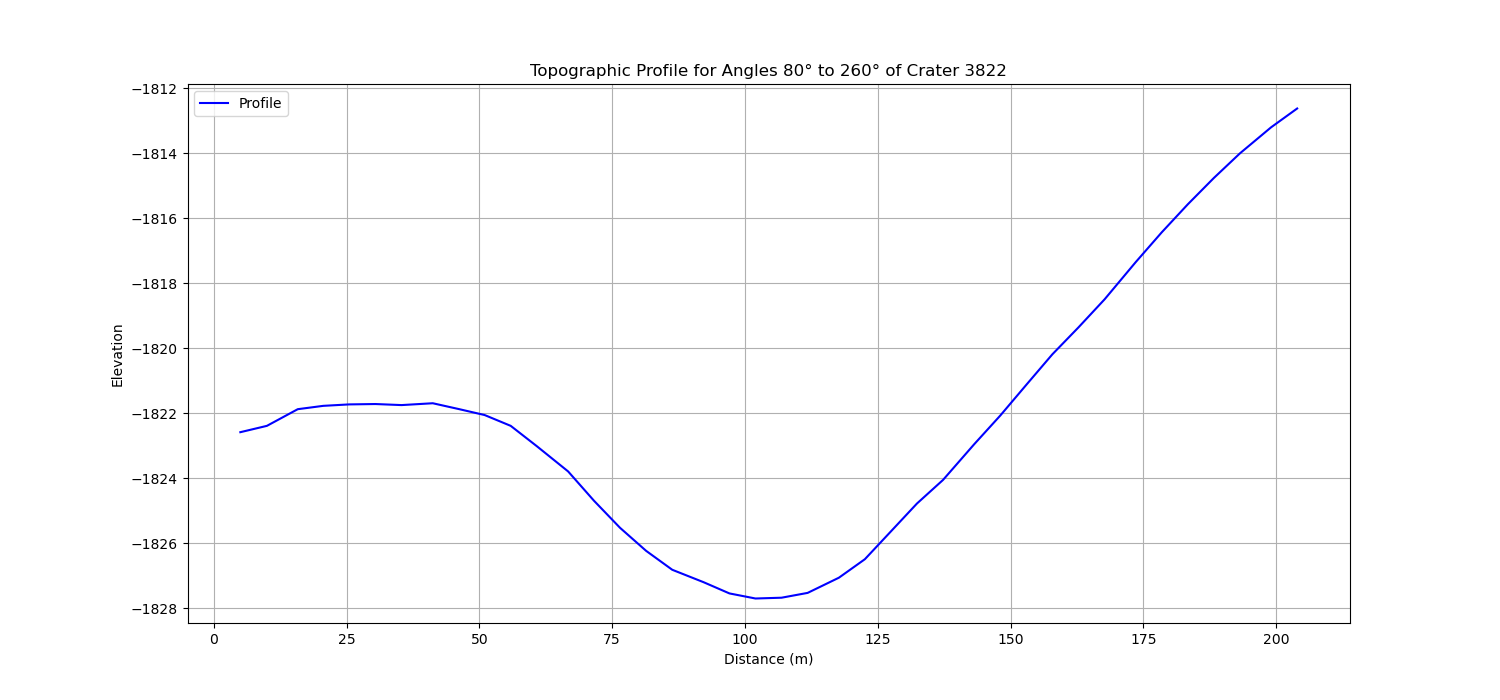 Topographic Profile for Angles 80° to 260° of Crater 3822
Profile
−1812
−1814
−1816
−1818
−1820
−1822
−1824
−1826
−1828
Elevation
0 25 50 75 100 125 150 175 200
Distance (m)